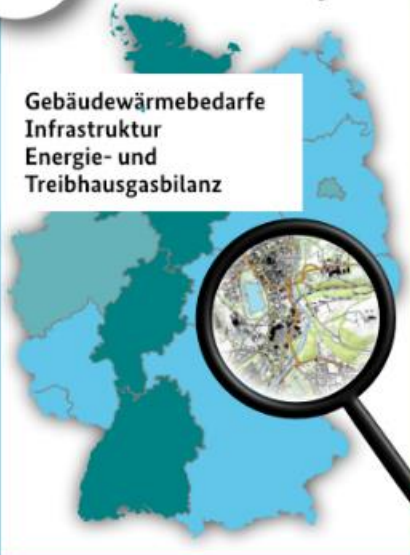 Gebäudewärmebedarfe
Infrastruktur
Energie- und
Treibhausgasbilanz